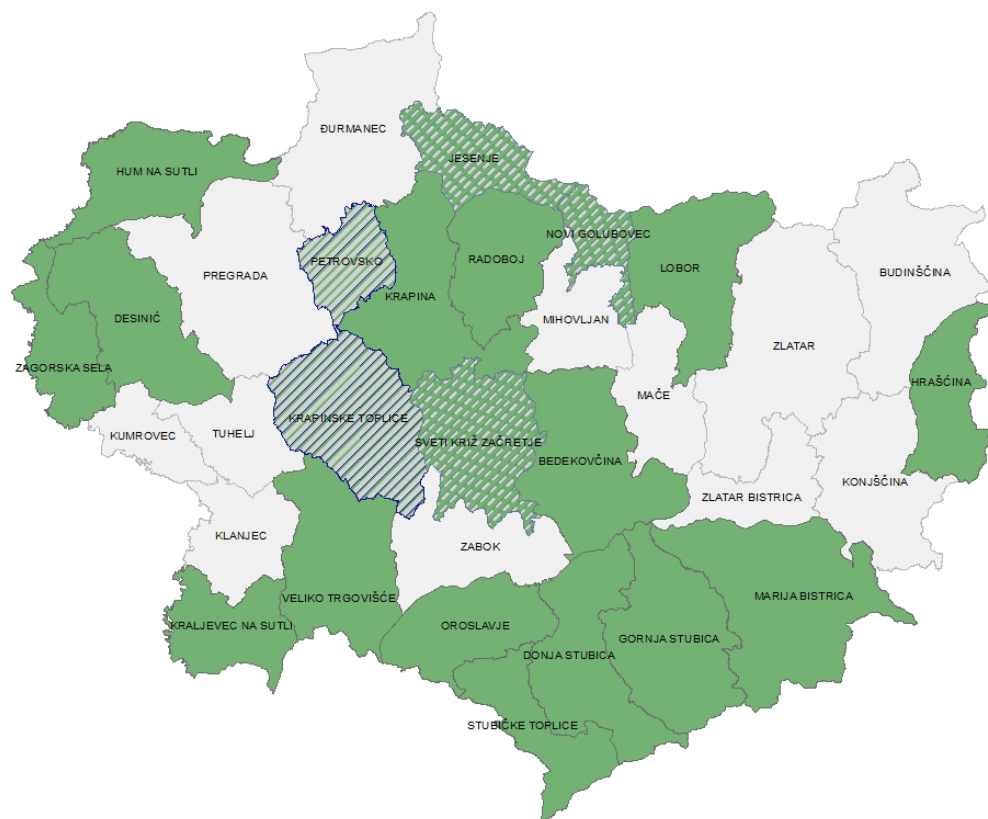 ĐURMANEC
JESENJE
HUM NA SUTLI
NOVI GOLUBOVEC
PETROVSKO
RADOBOJ
LOBOR
BUDINŠČINA
PREGRADA
KRAPINA
DESINIĆ
MIHOVLJAN
ZLATAR
ZAGORSKA SELA
HRAŠĆINA
MAČE
KRAPINSKE TOPLICE
KUMROVEC
TUHELJ
SVETI KRIŽ ZAČRETJE
BEDEKOVČINA
KONJŠČINA
ZLATAR BISTRICA
KLANJEC
ZABOK
VELIKO TRGOVIŠĆE
MARIJA BISTRICA
KRALJEVEC NA SUTLI
OROSLAVJE
GORNJA STUBICA
DONJA STUBICA
STUBIČKE TOPLICE